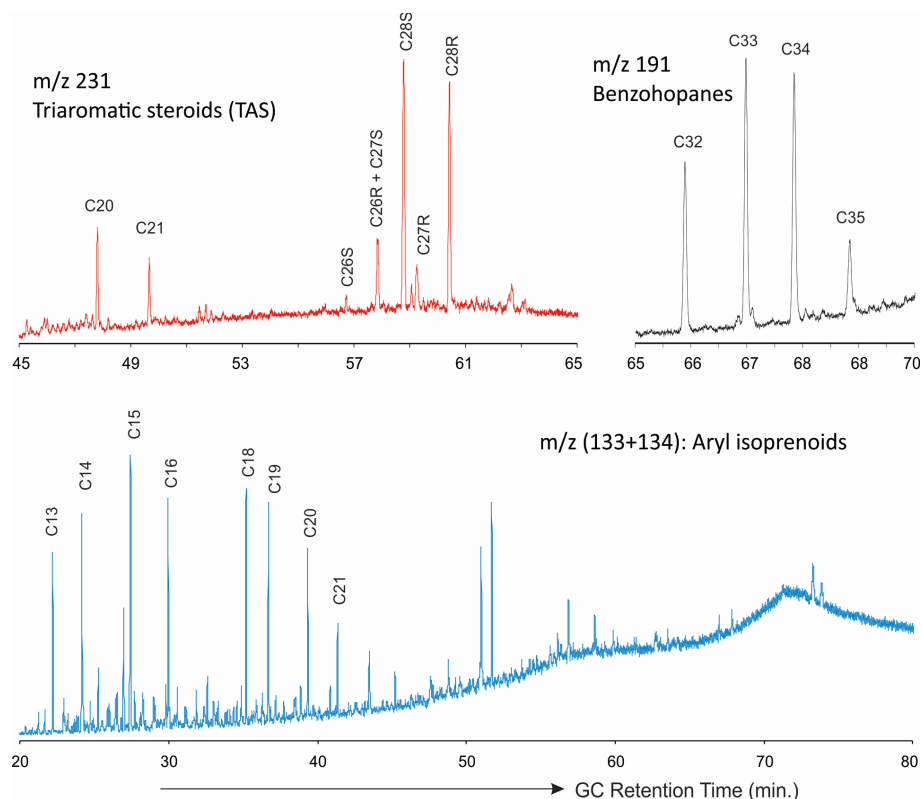 m/z 231
Triaromatic steroids (TAS)
C20
C21
C26S
C26R + C27S
C28S
C27R
C28R
45 49 53 57 61 65
m/z 191
Benzohopanes
C32
C33
C34
C35
65 66 67 68 68 70
m/z (133+134): Aryl isoprenoids
C13
C14
C15
C16
C18
C19
C20
C21
20 30 40 50 60 70 80
GC Retention Time (min.)